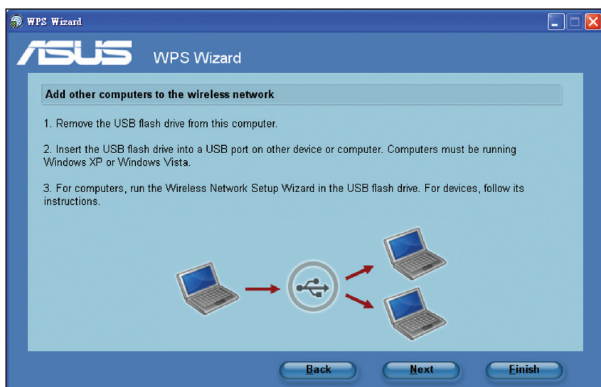 WPS Wizard
ASUS WPS Wizard
Add other computers to the wireless network
1. Remove the USB flash drive from this computer.
2. Insert the USB flash drive into a USB port on other device or computer. Computers must be running
Windows XP or Windows Vista.
3. For computers, run the Wireless Network Setup Wizard in the USB flash drive. For devices, follow its
instructions.
Back Next Finish